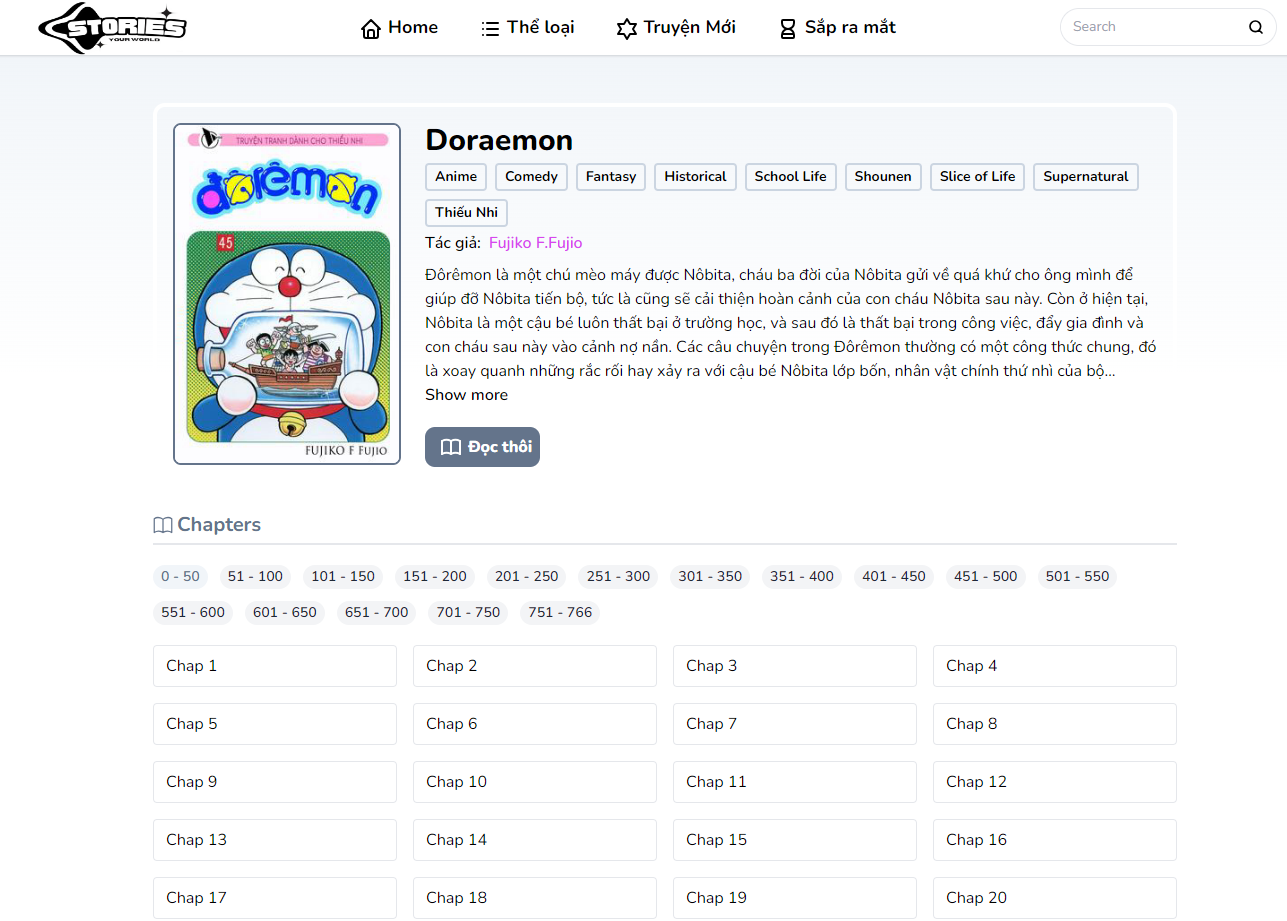 STORIES
YOUR WORLD
Home
Thể loại
Truyện Mới
Sắp ra mắt
Search
TRUYỆN TRANH DÀNH CHO THIẾU NHI
đôrêmon
45
FUJIKO F FUJIO
Doraemon
Anime
Comedy
Fantasy
Historical
School Life
Shounen
Slice of Life
Supernatural
Thiếu Nhi
Tác giả: Fujiko F.Fujio
Đôrêmon là một chú mèo máy được Nôbita, cháu ba đời của Nôbita gửi về quá khứ cho ông mình để
giúp đỡ Nôbita tiến bộ, tức là cũng sẽ cải thiện hoàn cảnh của con cháu Nôbita sau này. Còn ở hiện tại,
Nôbita là một cậu bé luôn thất bại ở trường học, và sau đó là thất bại trong công việc, đẩy gia đình và
con cháu sau này vào cảnh nợ nần. Các câu chuyện trong Đôrêmon thường có một công thức chung, đó
là xoay quanh những rắc rối hay xảy ra với cậu bé Nôbita lớp bốn, nhân vật chính thứ nhì của bộ...
Show more
Đọc thôi
Chapters
0 - 50
51 - 100
101 - 150
151 - 200
201 - 250
251 - 300
301 - 350
351 - 400
401 - 450
451 - 500
501 - 550
551 - 600
601 - 650
651 - 700
701 - 750
751 - 766
Chap 1
Chap 2
Chap 3
Chap 4
Chap 5
Chap 6
Chap 7
Chap 8
Chap 9
Chap 10
Chap 11
Chap 12
Chap 13
Chap 14
Chap 15
Chap 16
Chap 17
Chap 18
Chap 19
Chap 20